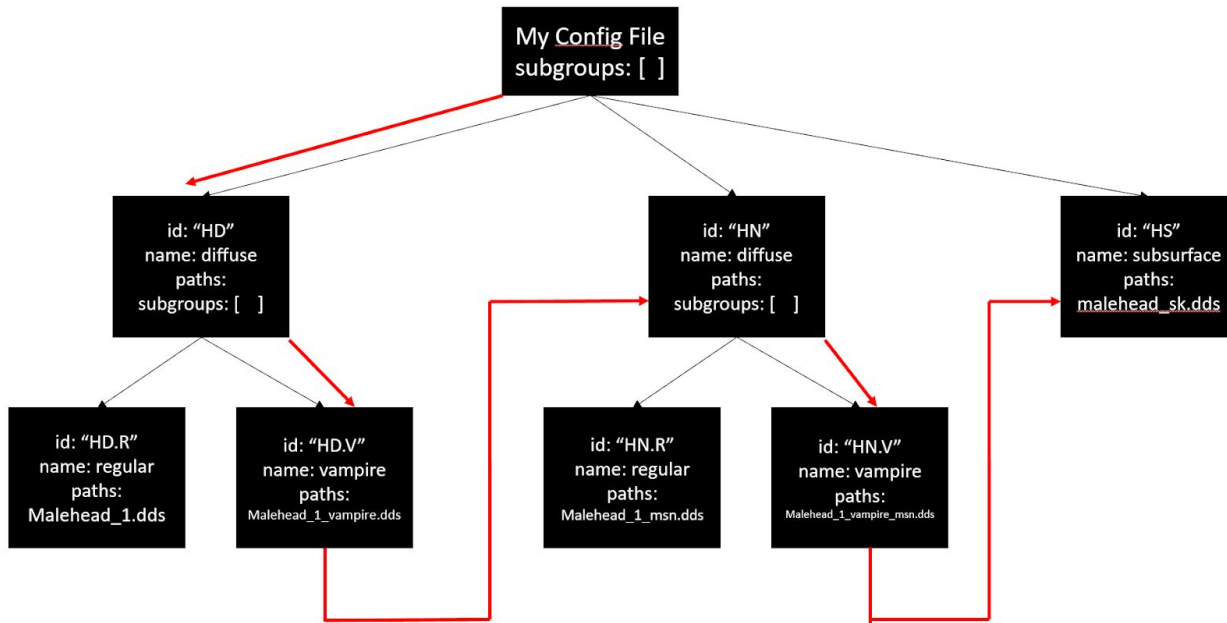 My Config File
subgroups: [ ]
id: “HD”
name: diffuse
paths:
subgroups: [ ]
id: “HN”
name: diffuse
paths:
subgroups: [ ]
id: “HS”
name: subsurface
paths:
malehead_sk.dds
id: “HD.R”
name: regular
paths:
Malehead_1.dds
id: “HD.V”
name: vampire
paths:
Malehead_1_vampire.dds
id: “HN.R”
name: regular
paths:
Malehead_1_msn.dds
id: “HN.V”
name: vampire
paths:
Malehead_1_vampire_msn.dds